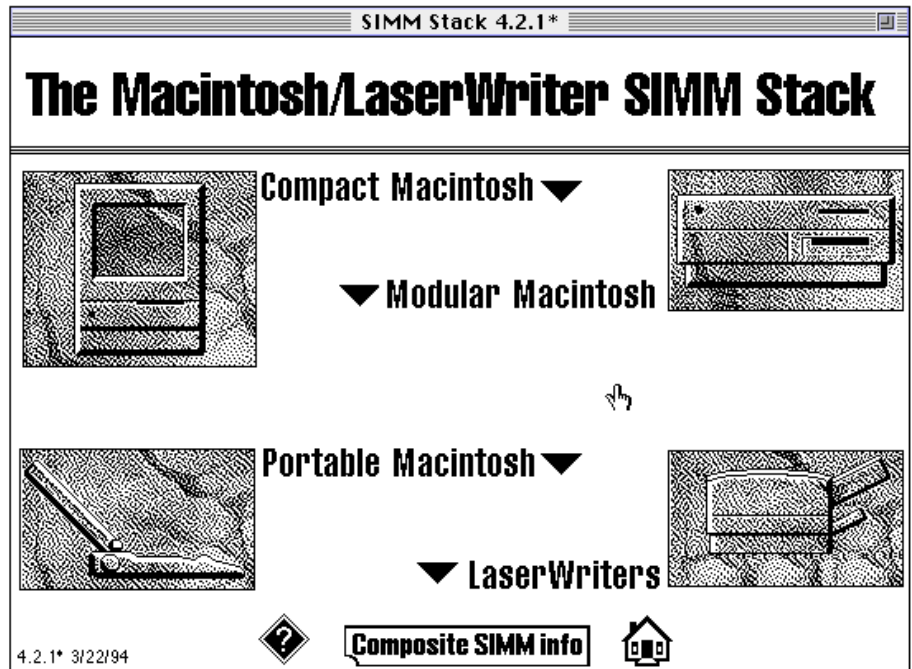 SIMM Stack 4.2.1*
The Macintosh/LaserWriter SIMM Stack
Compact Macintosh
Modular Macintosh
Portable Macintosh
LaserWriters
?
Composite SIMM info
4.2.1* 3/22/94